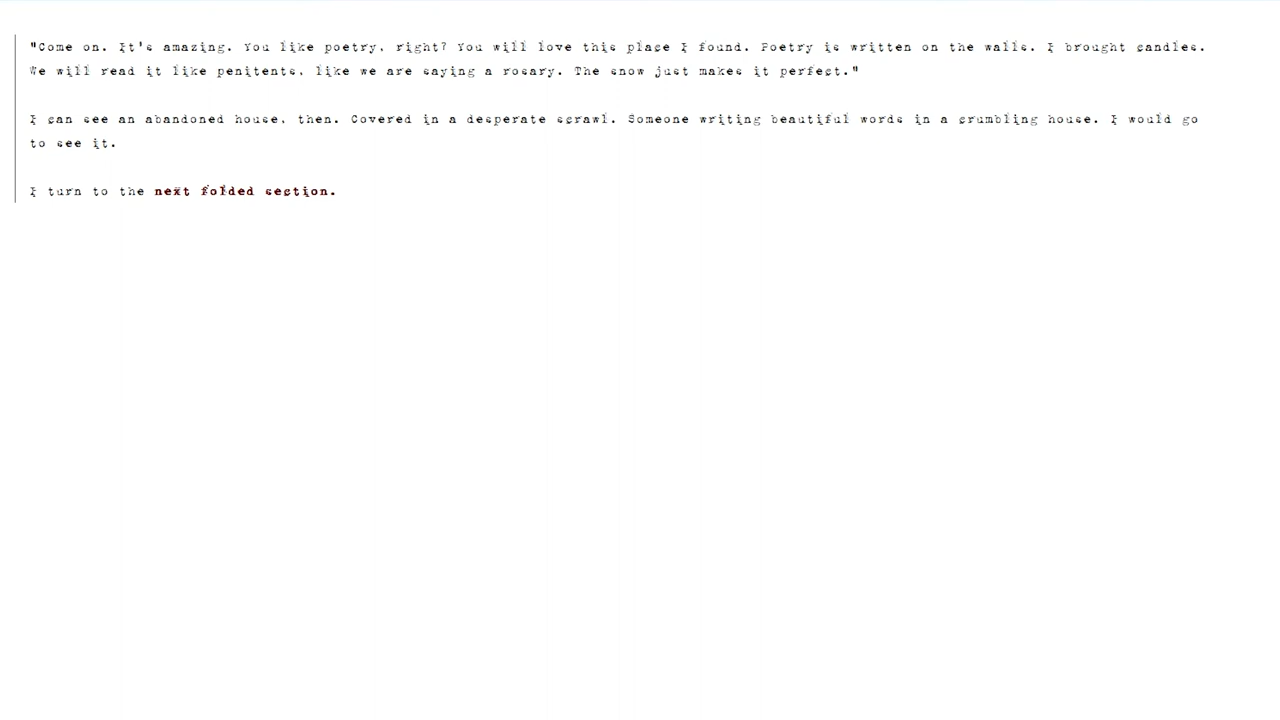 "Come on. It's amazing. You like poetry, right? You will love this place I found. Poetry is written on the walls. I brought candles.
We will read it like penitents, like we are saying a rosary. The snow just makes it perfect."
I can see an abandoned house, then. Covered in a desperate scrawl. Someone writing beautiful words in a crumbling house. I would go
to see it.
I turn to the next folded section.